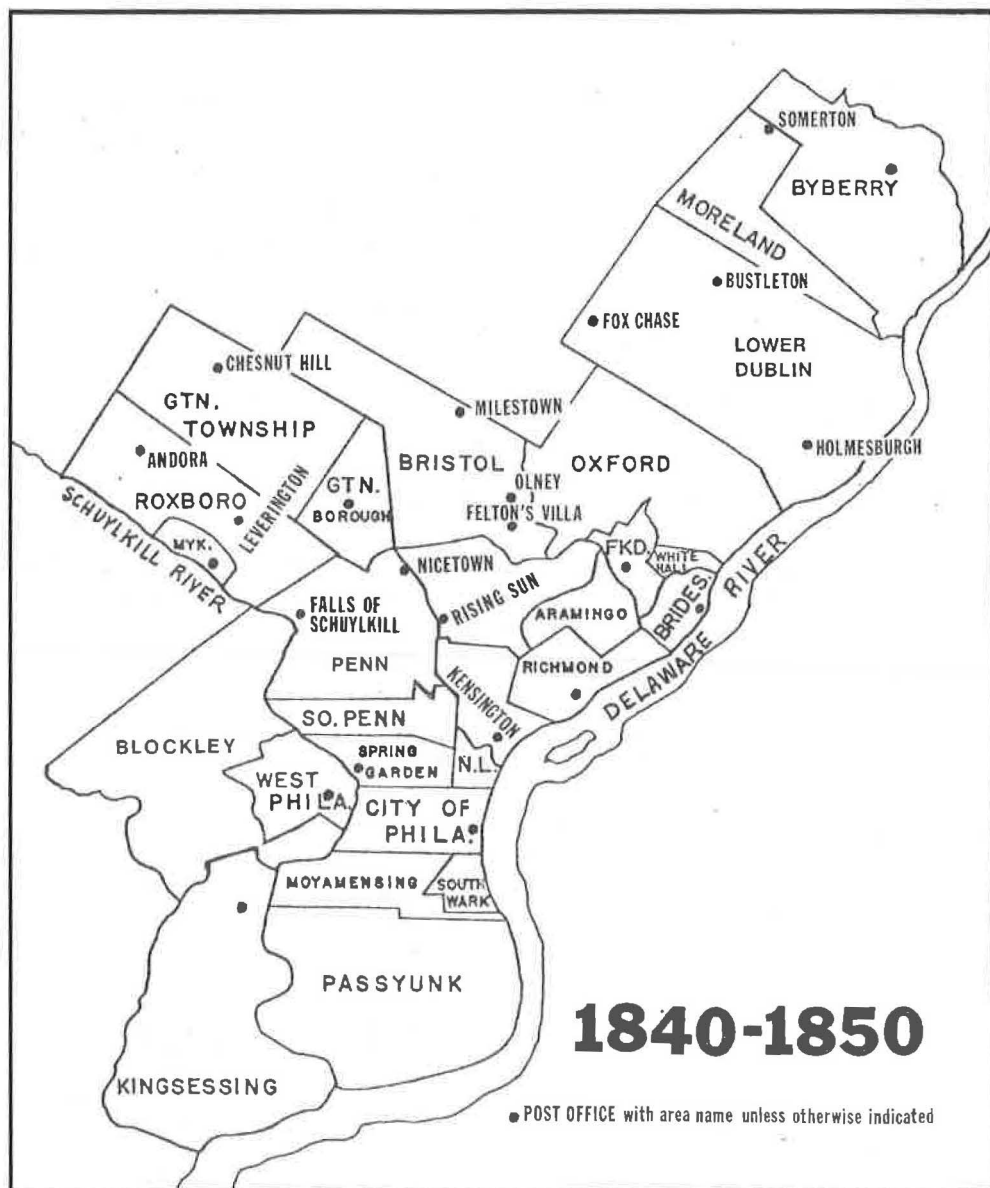 SOMERTON
BYBERRY
MORELAND
BUSTLETON
FOX CHASE
LOWER
DUBLIN
CHESNUT HILL
GTN.
TOWNSHIP
MILESTOWN
HOLMESBURGH
ANDORA
BRISTOL
OXFORD
OLNEY
GTN.
BOROUGH
ROXBORO
LEVERINGTON
FELTON'S VILLA
SCHUYLKILL RIVER
MYK.
FKD.
WHITE
HALL
NICETOWN
RISING SUN
BRIDES.
DELAWARE RIVER
FALLS OF
SCHUYLKILL
ARAMINGO
PENN
RICHMOND
KENSINGTON
SO. PENN
BLOCKLEY
SPRING
GARDEN
N.L.
WEST
PHILA.
CITY OF
PHILA.
MOYAMENSING
SOUTH
WARK
PASSYUNK
1840-1850
KINGSESSING
POST OFFICE with area name unless otherwise indicated